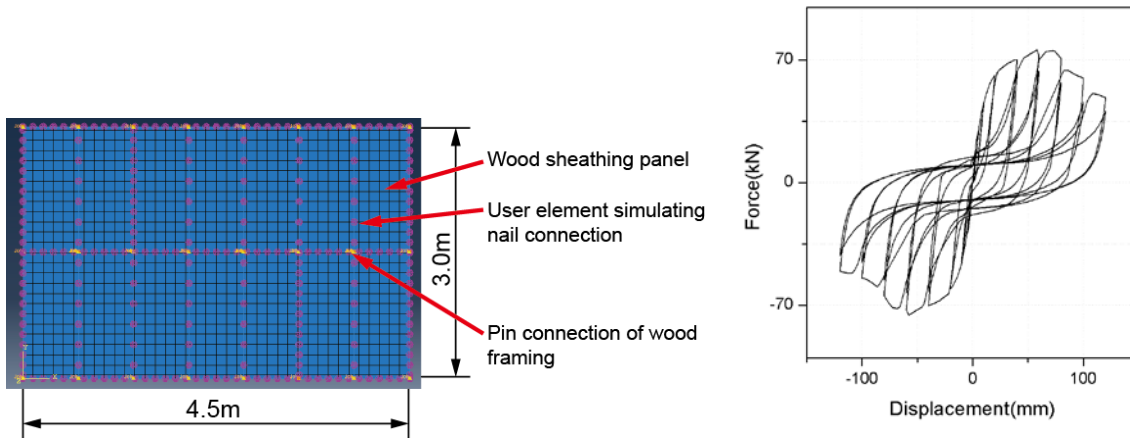 Wood sheathing panel
User element simulating
nail connection
Pin connection of wood
framing
3.0m
4.5m
70
0
-70
Force(kN)
-100
0
100
Displacement(mm)